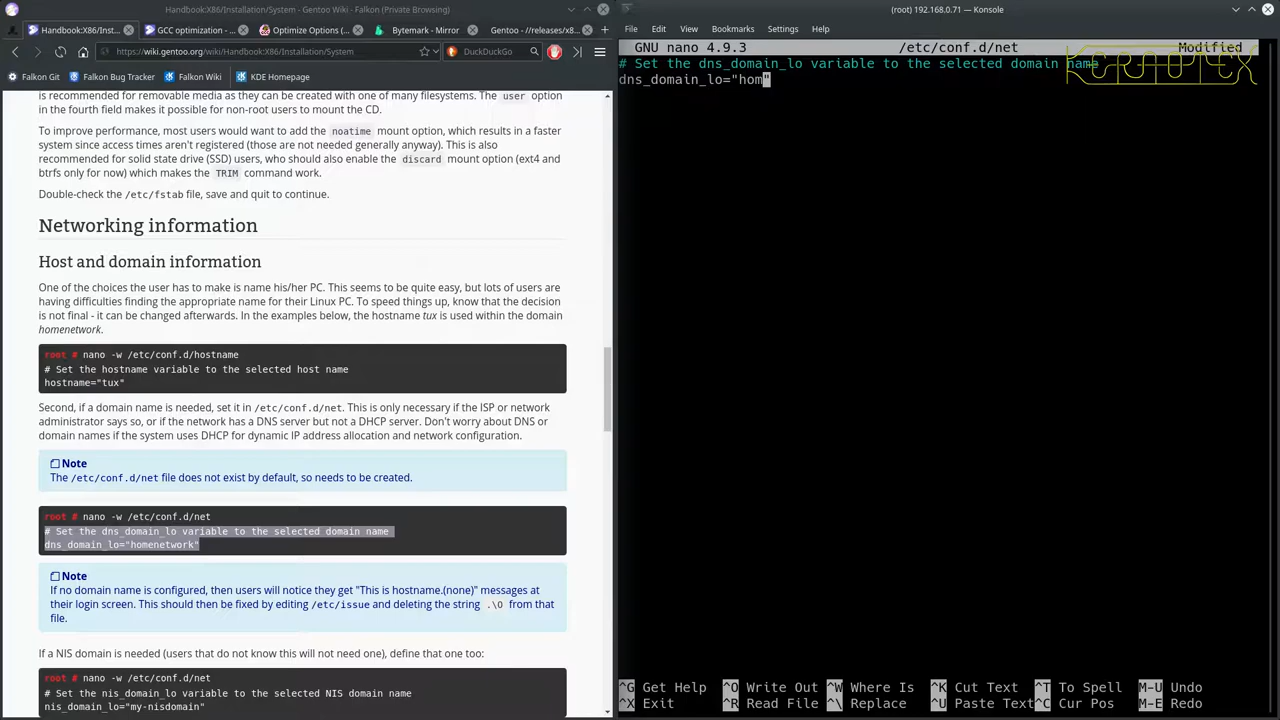 Handbook:X86/Installation/System - Gentoo Wiki - Falkon (Private Browsing)
Handbook:X86/Inst...
GCC optimization - ...
Optimize Options (...
Bytemark - Mirror
Gentoo - /releases/x8...
https://wiki.gentoo.org/wiki/Handbook:X86/Installation/System
DuckDuckGo
Falkon Git
Falkon Bug Tracker
Falkon Wiki
KDE Homepage
is recommended for removable media as they can be created with one of many filesystems. The user option
in the fourth field makes it possible for non-root users to mount the CD.
To improve performance, most users would want to add the noatime mount option, which results in a faster
system since access times aren't registered (those are not needed generally anyway). This is also
recommended for solid state drive (SSD) users, who should also enable the discard mount option (ext4 and
btrfs only for now) which makes the TRIM command work.
Double-check the /etc/fstab file, save and quit to continue.
Networking information
Host and domain information
One of the choices the user has to make is name his/her PC. This seems to be quite easy, but lots of users are
having difficulties finding the appropriate name for their Linux PC. To speed things up, know that the decision
is not final - it can be changed afterwards. In the examples below, the hostname tux is used within the domain
homenetwork.
root # nano -w /etc/conf.d/hostname
# Set the hostname variable to the selected host name
hostname="tux"
Second, if a domain name is needed, set it in /etc/conf.d/net. This is only necessary if the ISP or network
administrator says so, or if the network has a DNS server but not a DHCP server. Don't worry about DNS or
domain names if the system uses DHCP for dynamic IP address allocation and network configuration.
Note
The /etc/conf.d/net file does not exist by default, so needs to be created.
root # nano -w /etc/conf.d/net
# Set the dns_domain_lo variable to the selected domain name
dns_domain_lo="homenetwork"
Note
If no domain name is configured, then users will notice they get "This is hostname.(none)" messages at
their login screen. This should then be fixed by editing /etc/issue and deleting the string .\O from that
file.
If a NIS domain is needed (users that do not know this will not need one), define that one too:
root # nano -w /etc/conf.d/net
# Set the nis_domain_lo variable to the selected NIS domain name
nis_domain_lo="my-nisdomain"
(root) 192.168.0.71 — Konsole
File Edit View Bookmarks Settings Help
GNU nano 4.9.3 /etc/conf.d/net Modified
# Set the dns_domain_lo variable to the selected domain name
dns_domain_lo="hom"
^G Get Help ^O Write Out ^W Where Is ^K Cut Text ^T To Spell M-U Undo
^X Exit ^R Read File ^\ Replace ^U Paste Text ^C Cur Pos M-E Redo